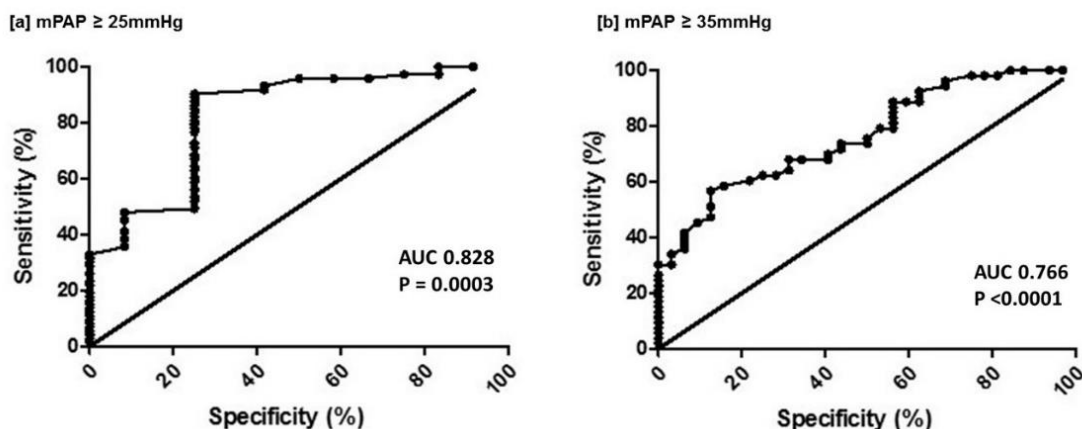 [a] mPAP ≥ 25mmHg
100
80
60
40
20
0
Sensitivity (%)
AUC 0.828
P = 0.0003
0 20 40 60 80 100
Specificity (%)
[b] mPAP ≥ 35mmHg
100
80
60
40
20
0
Sensitivity (%)
AUC 0.766
P <0.0001
0 20 40 60 80 100
Specificity (%)